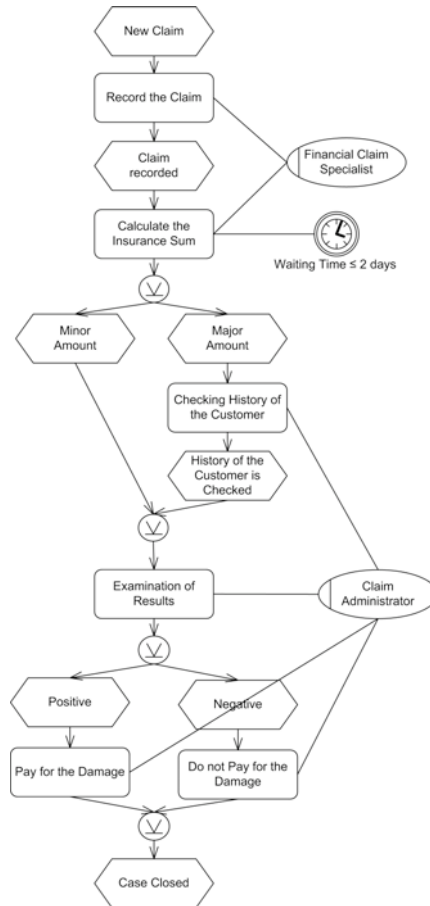 New Claim
Record the Claim
Claim
recorded
Financial Claim
Specialist
Calculate the
Insurance Sum
Waiting Time ≤ 2 days
Minor
Amount
Major
Amount
Checking History of
the Customer
History of the
Customer is
Checked
Examination of
Results
Claim
Administrator
Positive
Negative
Pay for the Damage
Do not Pay for the
Damage
Case Closed